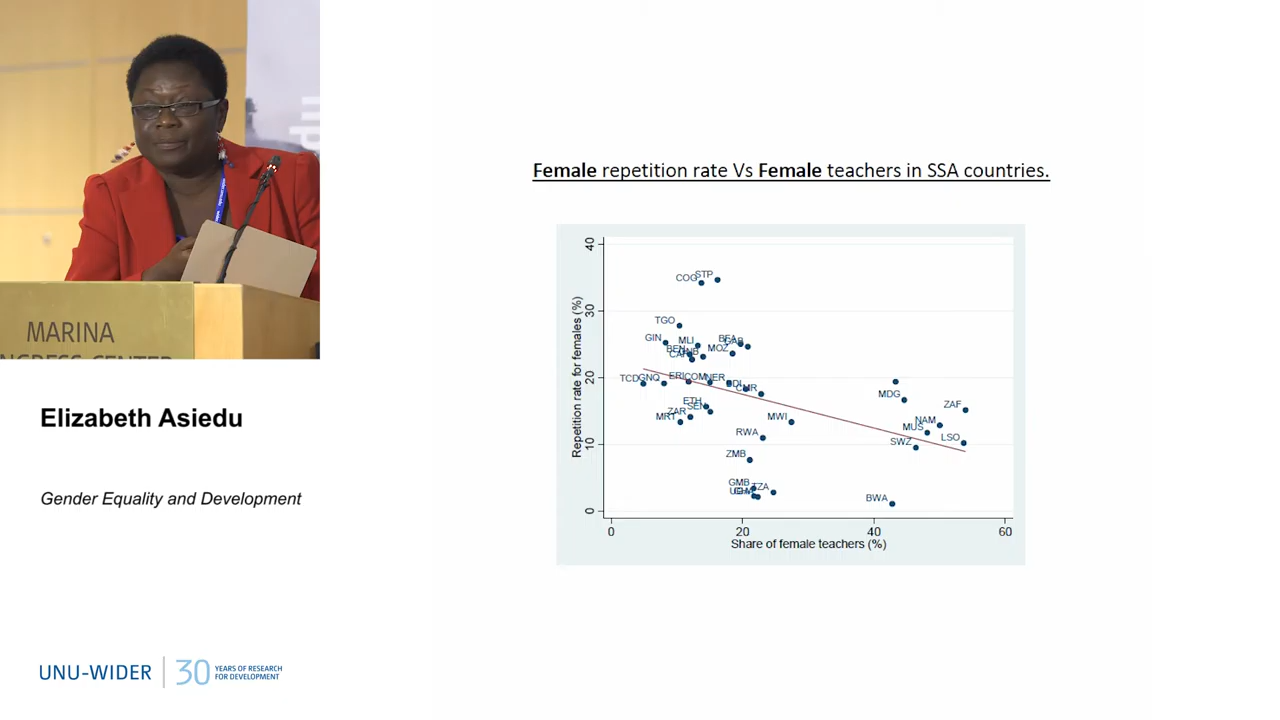 MARINA
CONGRESS CENTER
Elizabeth Asiedu
Gender Equality and Development
UNU-WIDER
30
YEARS OF RESEARCH
FOR DEVELOPMENT
Female repetition rate Vs Female teachers in SSA countries.
Repetition rate for females (%)
40
30
20
10
0
COG STP
TGO
GIN
MLI
BEN
MOZ
TCD GNQ
ERI COM NER
CMR
ETH
SEN
ZAR
MRT
MWI
RWA
ZMB
GMB
TZA
MDG
ZAF
NAM
MUS
LSO
SWZ
BWA
0 20 40 60
Share of female teachers (%)